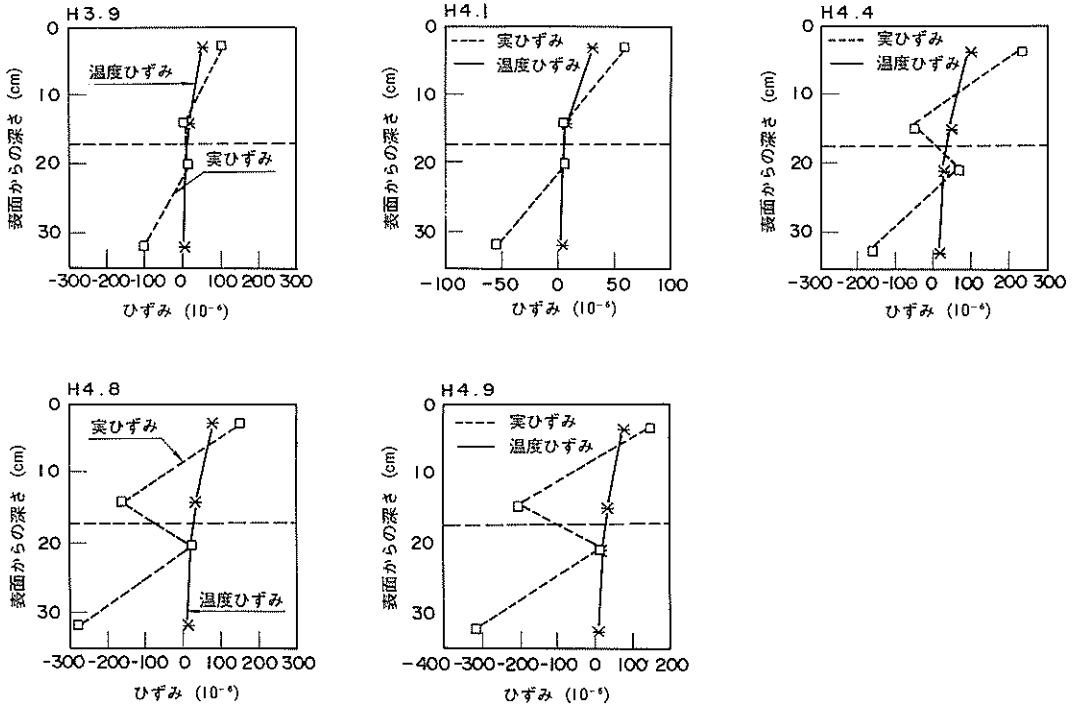 H3.9
0
10
20
30
表面からの深さ (cm)
温度ひずみ
実ひずみ
-300-200-100 0 100 200 300
ひずみ (10⁻⁶)
H4.1
0
10
20
30
表面からの深さ (cm)
実ひずみ
温度ひずみ
-100 -50 0 50 100
ひずみ (10⁻⁶)
H4.4
0
10
20
30
表面からの深さ (cm)
実ひずみ
温度ひずみ
-300-200-100 0 100 200 300
ひずみ (10⁻⁶)
H4.8
0
10
20
30
表面からの深さ (cm)
実ひずみ
温度ひずみ
-300-200-100 0 100 200 300
ひずみ (10⁻⁶)
H4.9
0
10
20
30
表面からの深さ (cm)
実ひずみ
温度ひずみ
-400 -300-200 -100 0 100 200
ひずみ (10⁻⁶)